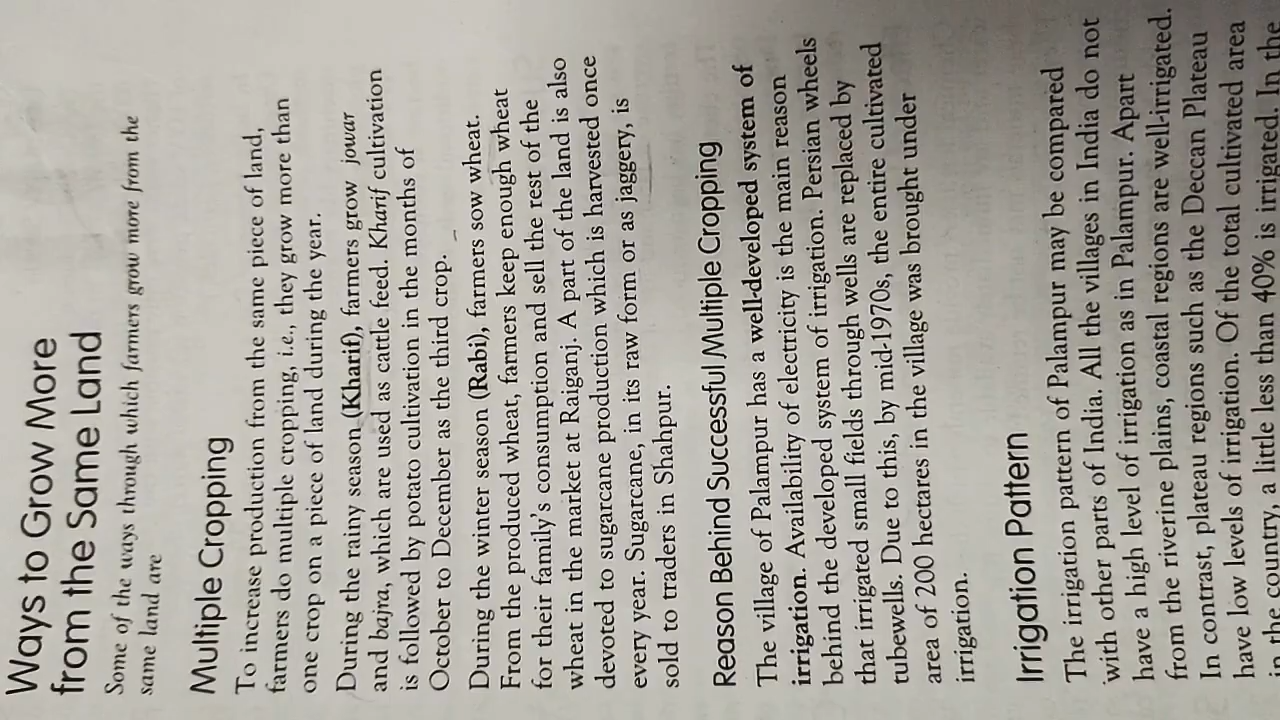 Ways to Grow More
from the Same Land
Some of the ways through which farmers grow more from the
same land are
Multiple Cropping
To increase production from the same piece of land,
farmers do multiple cropping, i.e., they grow more than
one crop on a piece of land during the year.
During the rainy season (Kharif), farmers grow jowar
and bajra, which are used as cattle feed. Kharif cultivation
is followed by potato cultivation in the months of
October to December as the third crop.
During the winter season (Rabi), farmers sow wheat.
From the produced wheat, farmers keep enough wheat
for their family's consumption and sell the rest of the
wheat in the market at Raiganj. A part of the land is also
devoted to sugarcane production which is harvested once
every year. Sugarcane, in its raw form or as jaggery, is
sold to traders in Shahpur.
Reason Behind Successful Multiple Cropping
The village of Palampur has a well-developed system of
irrigation. Availability of electricity is the main reason
behind the developed system of irrigation. Persian wheels
that irrigated small fields through wells are replaced by
tubewells. Due to this, by mid-1970s, the entire cultivated
area of 200 hectares in the village was brought under
irrigation.
Irrigation Pattern
The irrigation pattern of Palampur may be compared
with other parts of India. All the villages in India do not
have a high level of irrigation as in Palampur. Apart
from the riverine plains, coastal regions are well-irrigated.
In contrast, plateau regions such as the Deccan Plateau
have low levels of irrigation. Of the total cultivated area
in the country, a little less than 40% is irrigated. In the